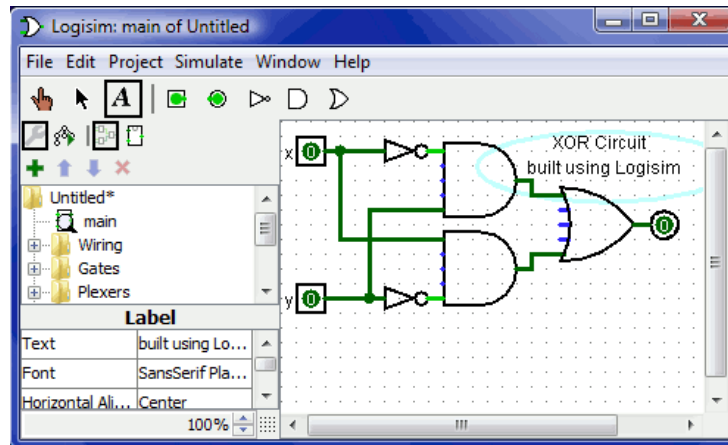 Logisim: main of Untitled
File Edit Project Simulate Window Help
A
XOR Circuit
built using Logisim
x 0
0
y 0
Untitled*
main
Wiring
Gates
Plexers
Label
Text built using Lo...
Font SansSerif Pla...
Horizontal Ali... Center
100%